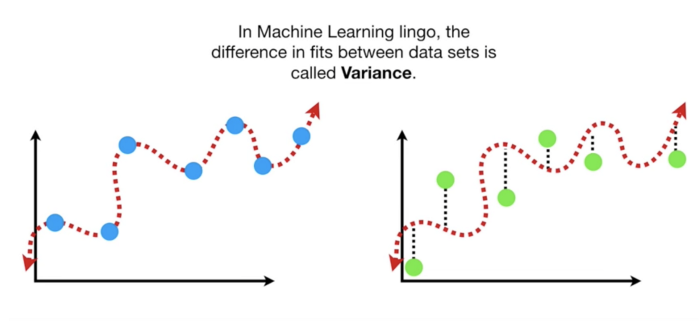 In Machine Learning lingo, the
difference in fits between data sets is
called Variance.